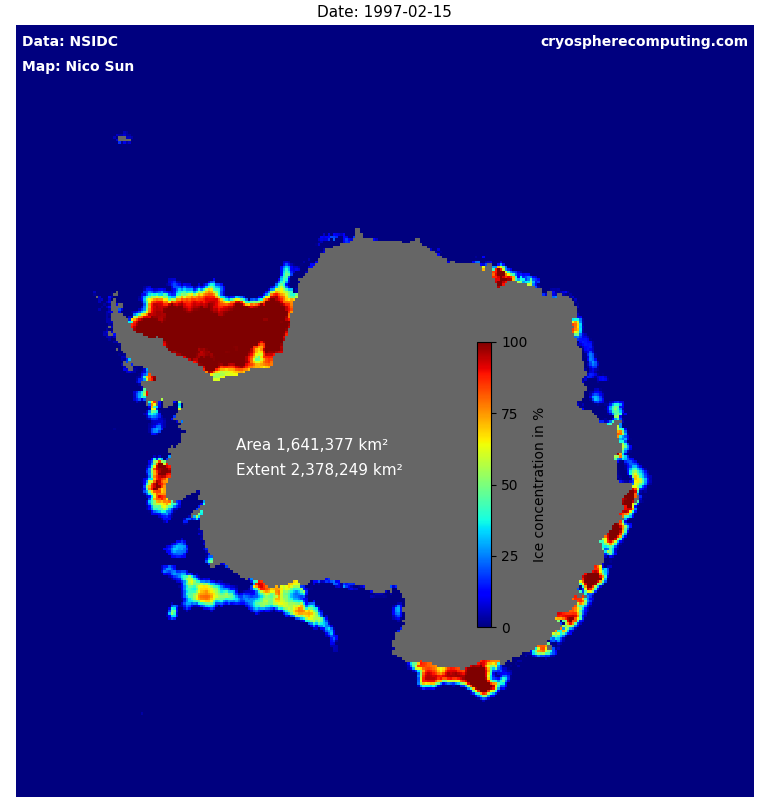 Date: 1997-02-15
Data: NSIDC
cryospherecomputing.com
Map: Nico Sun
100
75
50
25
0
Ice concentration in %
Area 1,641,377 km²
Extent 2,378,249 km²